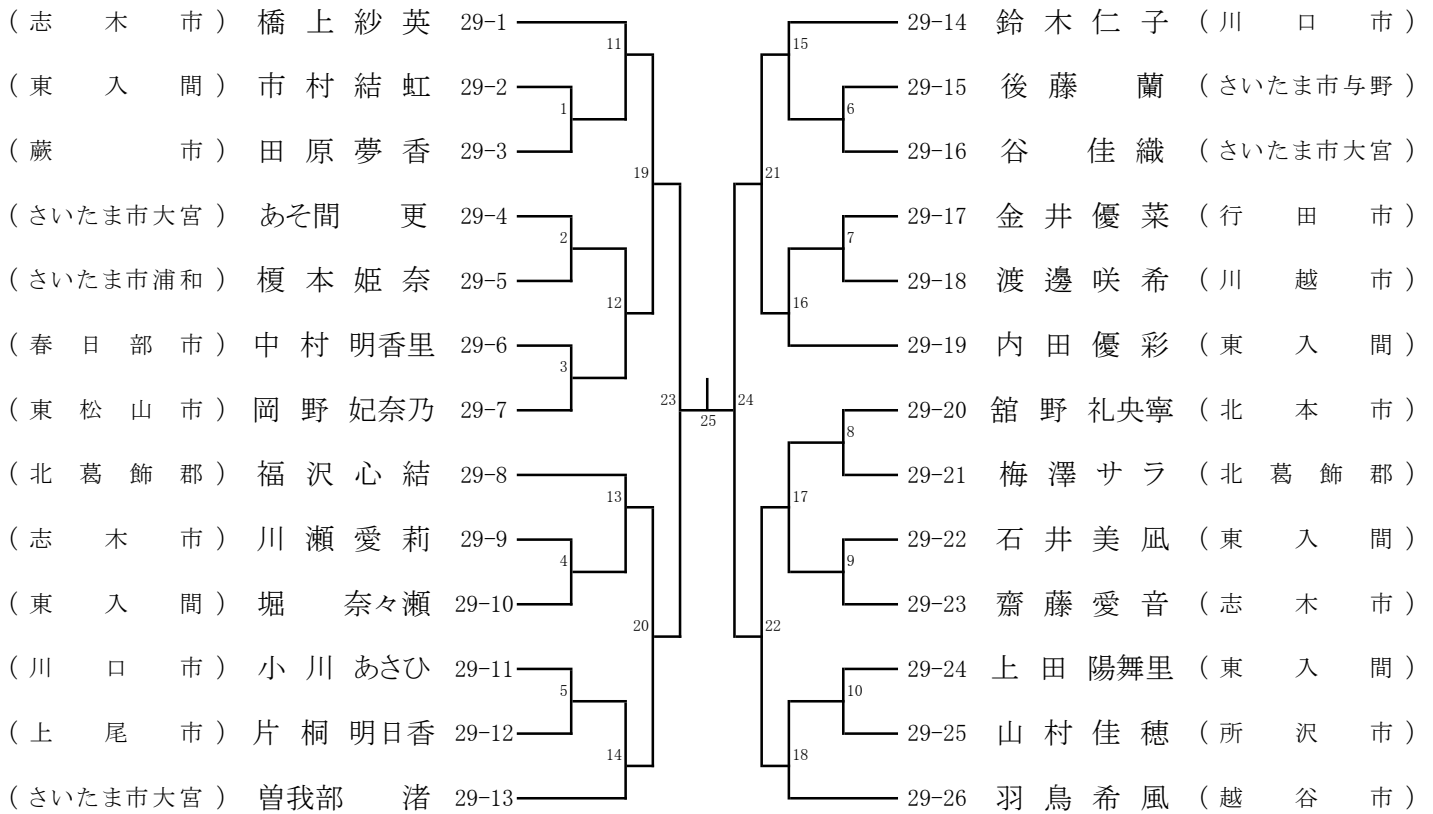 (志木市) 橋上紗英 29-1
(東入間) 市村結虹 29-2
(蕨市) 田原夢香 29-3
(さいたま市大宮) あそ間 更 29-4
(さいたま市浦和) 榎本姫奈 29-5
(春日部市) 中村 明香里 29-6
(東松山市) 岡野 妃奈乃 29-7
(北葛飾郡) 福沢心結 29-8
(志木市) 川瀬愛莉 29-9
(東入間) 堀 奈々瀬 29-10
(川口市) 小川 あさひ 29-11
(上尾市) 片桐 明日香 29-12
(さいたま市大宮) 曽我部 渚 29-13
11
1
19
2
12
3
23
13
4
20
5
14
25
15
6
21
7
16
24
8
17
9
22
10
18
29-14 鈴木仁子 (川口市)
29-15 後藤 蘭 (さいたま市与野)
29-16 谷 佳織 (さいたま市大宮)
29-17 金井優菜 (行田市)
29-18 渡邊咲希 (川越市)
29-19 内田優彩 (東入間)
29-20 舘野 礼央寧 (北本市)
29-21 梅澤サラ (北葛飾郡)
29-22 石井美凪 (東入間)
29-23 齋藤愛音 (志木市)
29-24 上田 陽舞里 (東入間)
29-25 山村佳穂 (所沢市)
29-26 羽鳥希風 (越谷市)